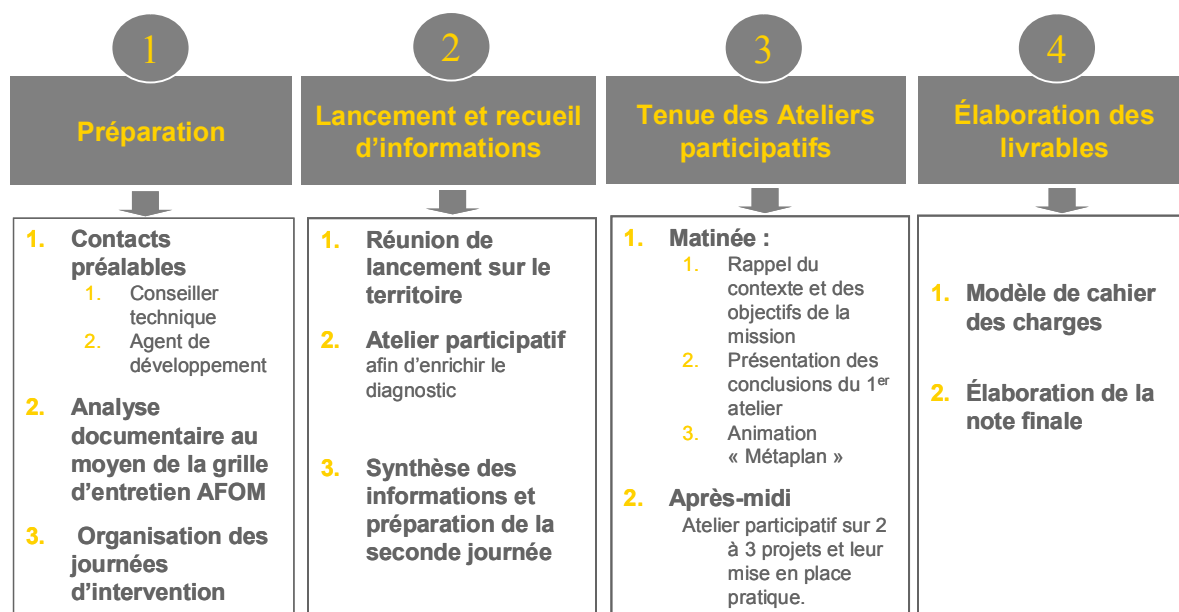 1
Préparation
1. Contacts
préalables
1. Conseiller
technique
2. Agent de
développement
2. Analyse
documentaire au
moyen de la grille
d'entretien AFOM
3. Organisation des
journées
d'intervention
2
Lancement et recueil
d'informations
1. Réunion de
lancement sur le
territoire
2. Atelier participatif
afin d'enrichir le
diagnostic
3. Synthèse des
informations et
préparation de la
seconde journée
3
Tenue des Ateliers
participatifs
1. Matinée :
1. Rappel du
contexte et des
objectifs de la
mission
2. Présentation des
conclusions du 1er
atelier
3. Animation
« Métaplan »
2. Après-midi
Atelier participatif sur 2
à 3 projets et leur
mise en place
pratique.
4
Élaboration des
livrables
1. Modèle de cahier
des charges
2. Élaboration de la
note finale